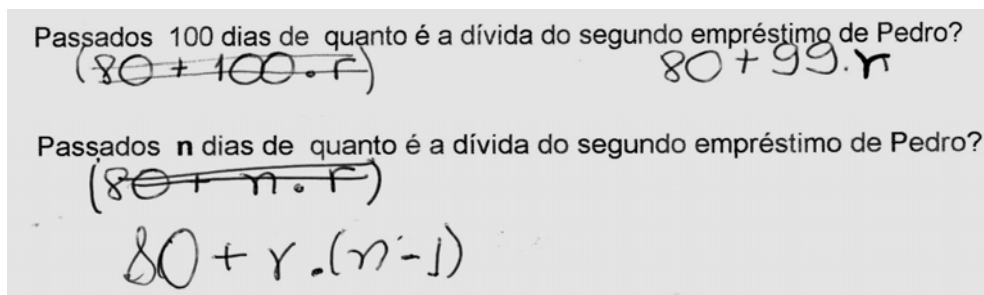 Passados 100 dias de quanto é a dívida do segundo empréstimo de Pedro?
(80 + 100 . r) 80 + 99 . r
Passados n dias de quanto é a dívida do segundo empréstimo de Pedro?
(80 + n . r)
80 + r . (n - 1)